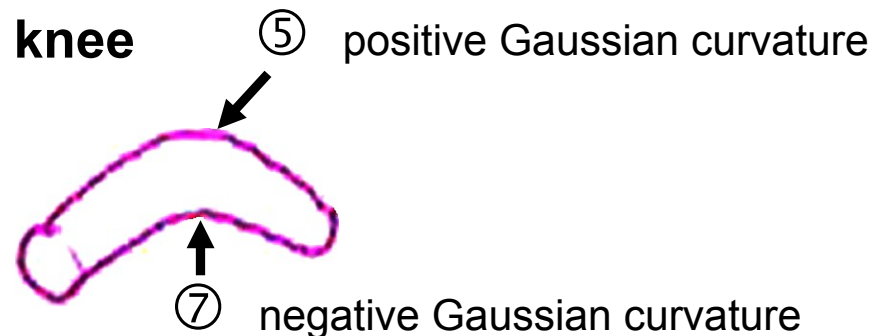 knee ⑤ positive Gaussian curvature
⑦ negative Gaussian curvature